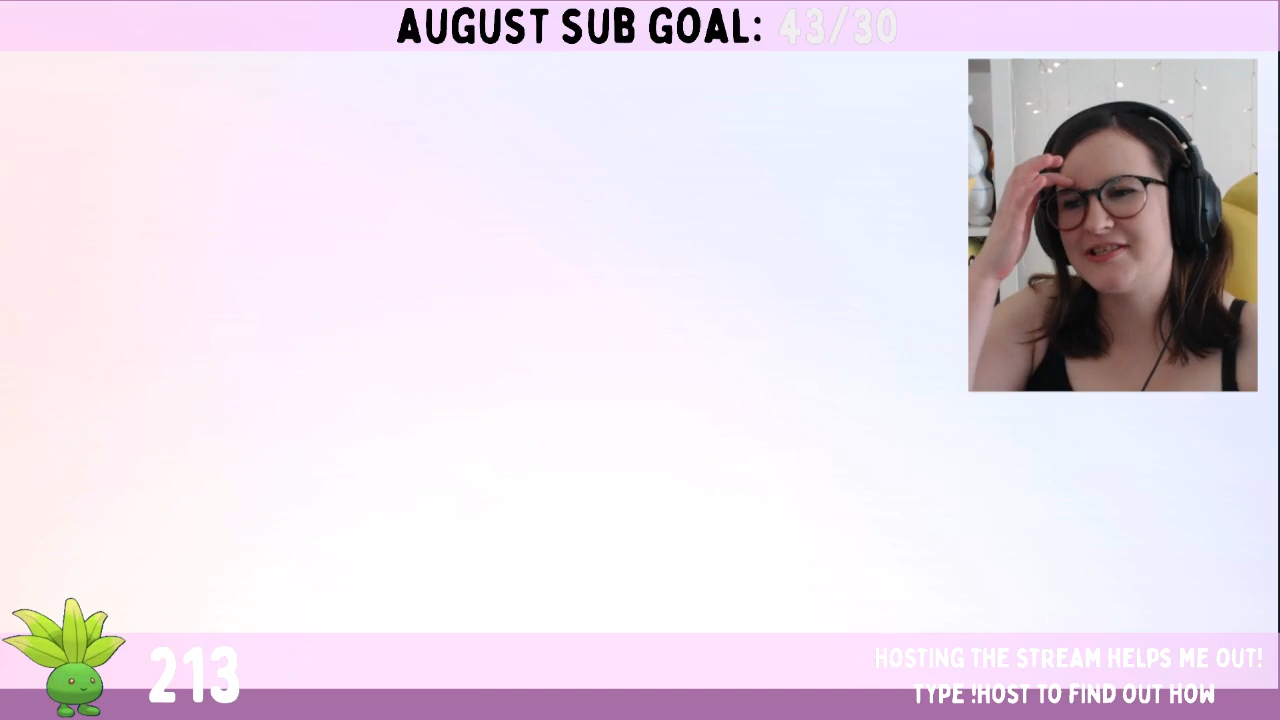 AUGUST SUB GOAL: 43/30
213
HOSTING THE STREAM HELPS ME OUT!
TYPE !HOST TO FIND OUT HOW